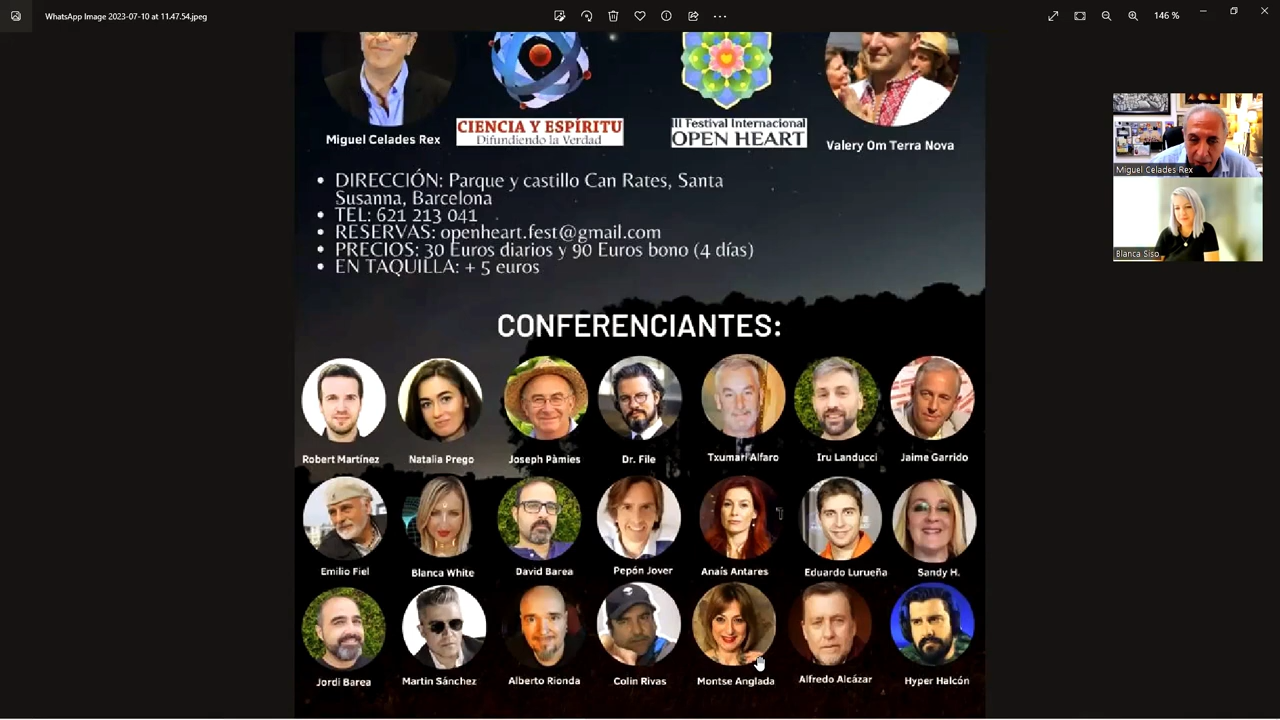 WhatsApp Image 2023-07-10 at 11.47.54.jpeg
146 %
Miguel Celades Rex
CIENCIA Y ESPÍRITU
Difundiendo la Verdad
III Festival Internacional
OPEN HEART
Valery Om Terra Nova
• DIRECCIÓN: Parque y castillo Can Rates, Santa
Susanna, Barcelona
• TEL: 621 213 041
• RESERVAS: openheart.fest@gmail.com
• PRECIOS: 30 Euros diarios y 90 Euros bono (4 días)
• EN TAQUILLA: + 5 euros
Miguel Celades Rex
Blanca Siso
CONFERENCIANTES:
Robert Martínez Natalia Prego Joseph Pàmies Dr. File Txumari Alfaro Iru Landucci Jaime Garrido
Emilio Fiel Blanca White David Barea Pepón Jover Anaís Antares Eduardo Lurueña Sandy H.
Jordi Barea Martin Sánchez Alberto Rionda Colin Rivas Montse Anglada Alfredo Alcázar Hyper Halcón